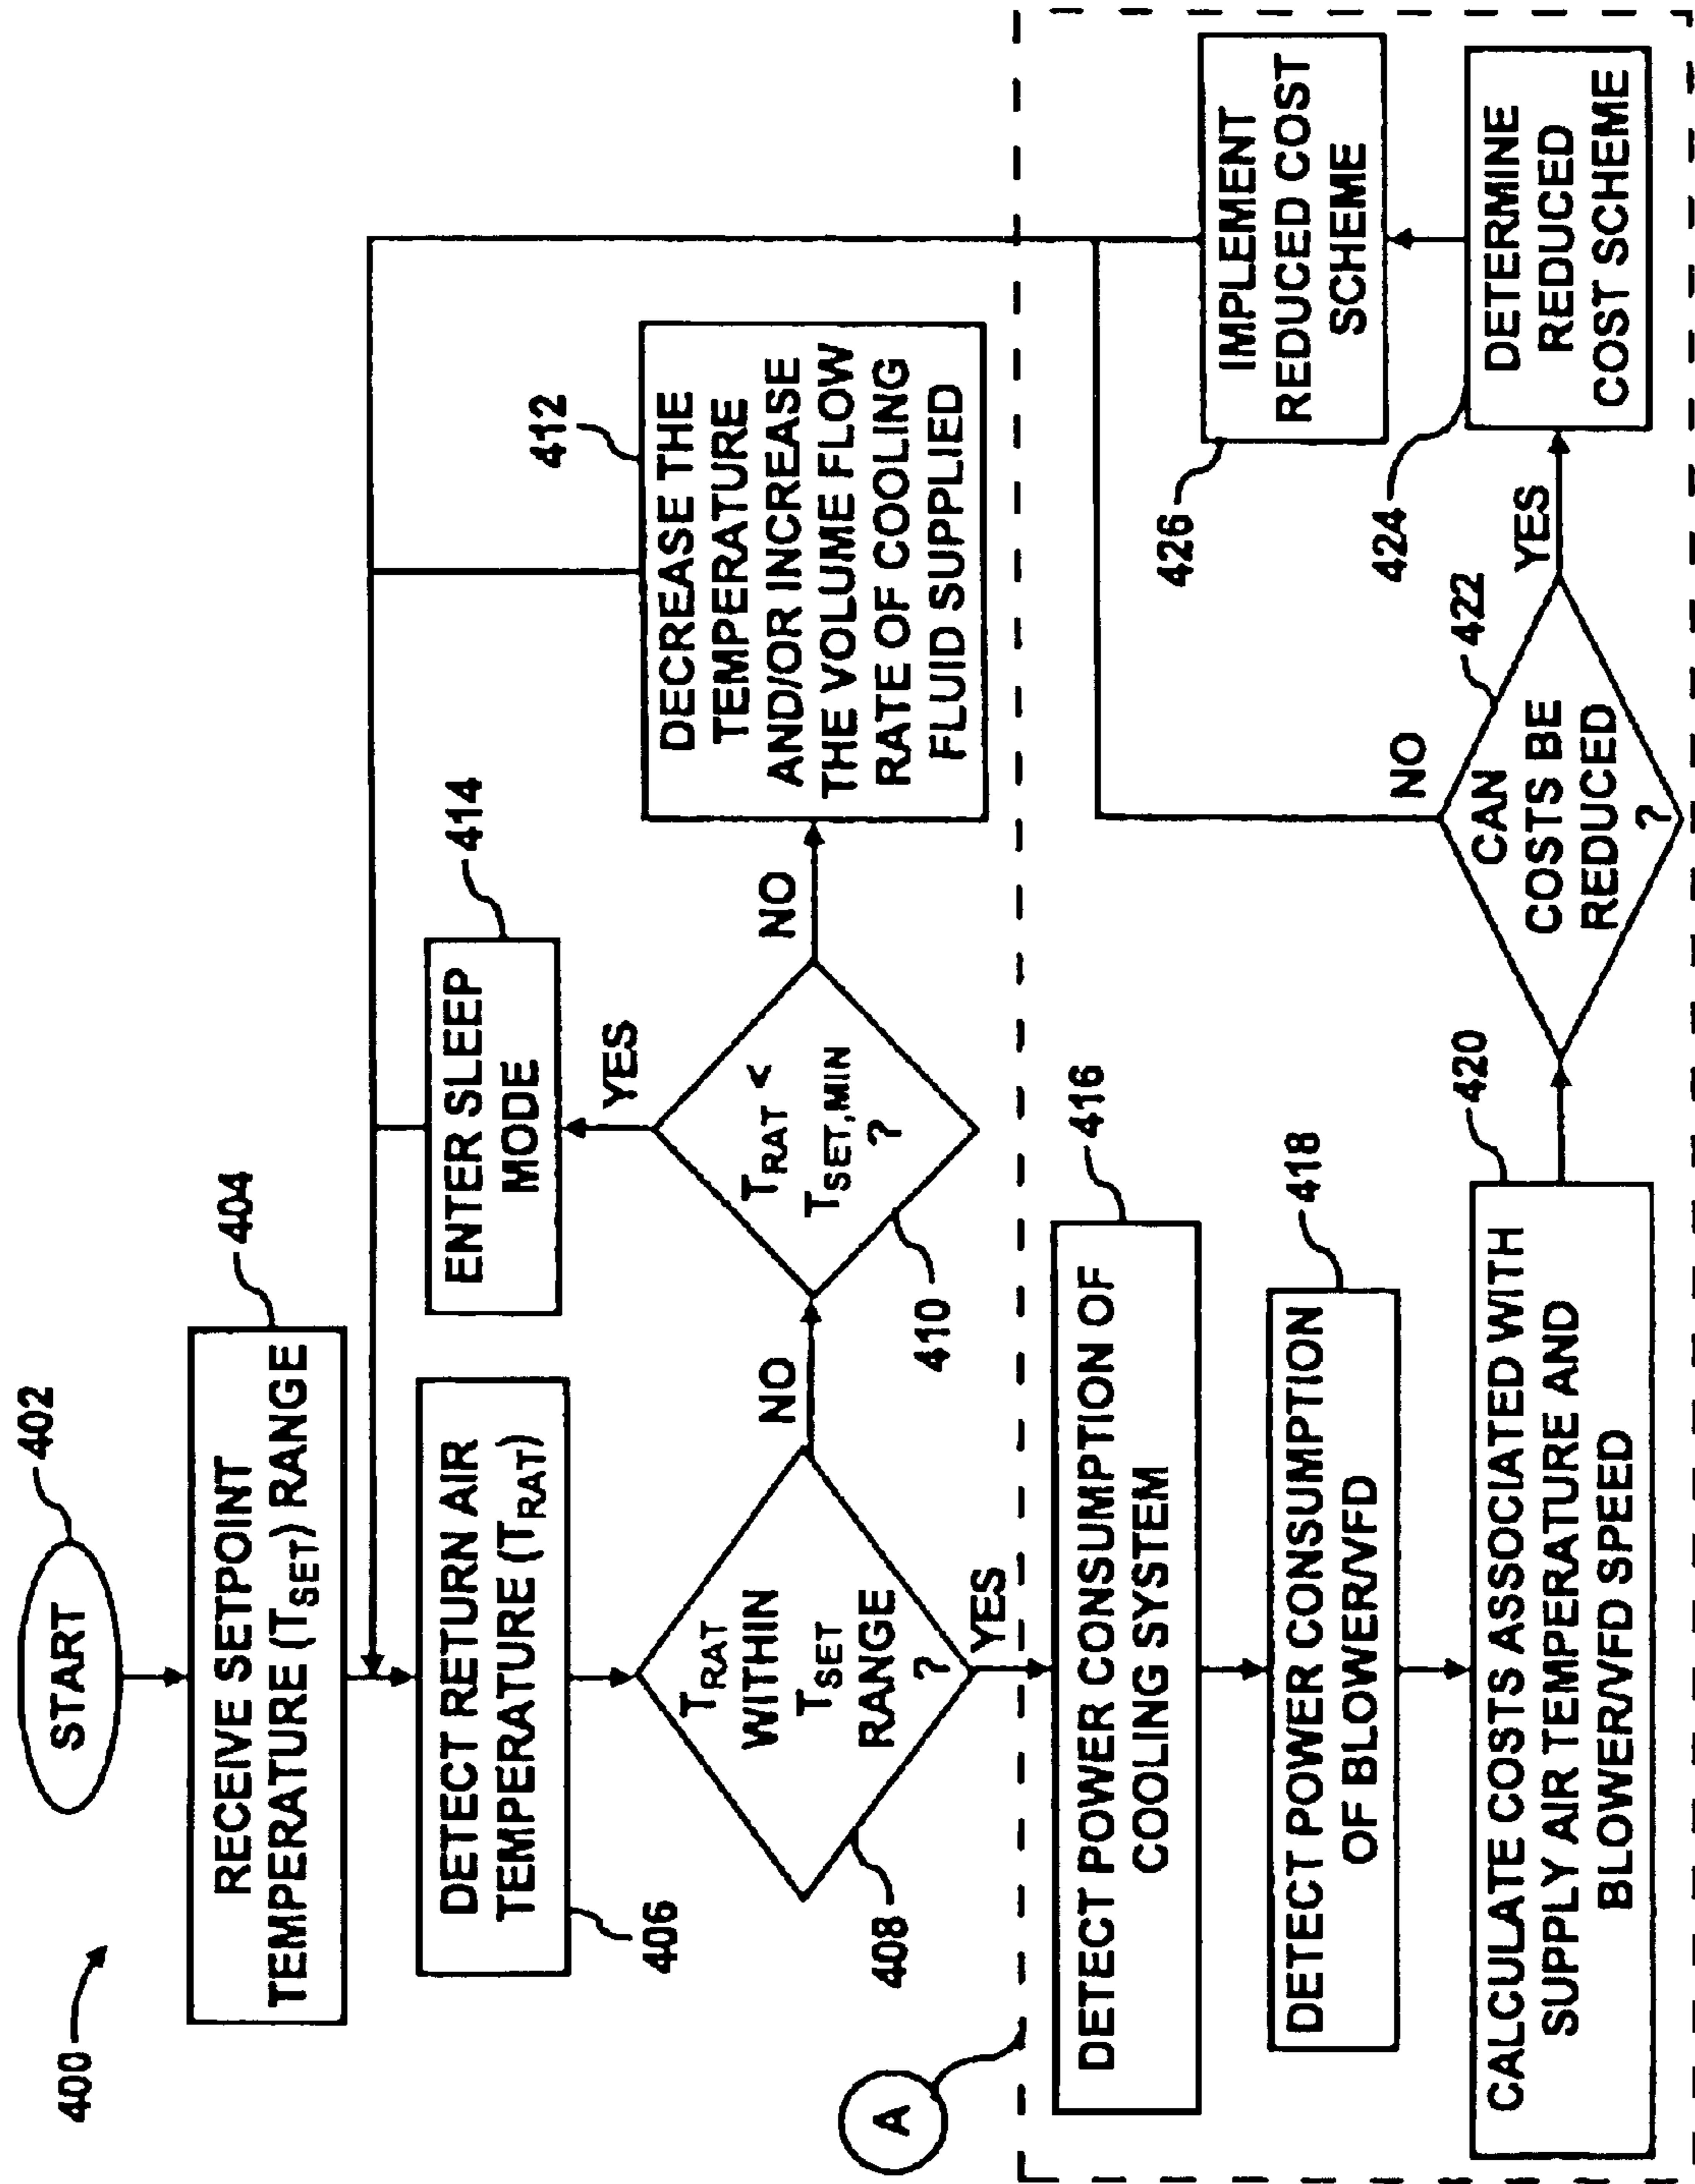 400
START
402
RECEIVE SETPOINT
TEMPERATURE (TSET) RANGE
404
DETECT RETURN AIR
TEMPERATURE (TRAT)
406
TRAT
WITHIN
TSET
RANGE
?
408
NO
YES
TRAT <
TSET,MIN
?
410
YES
NO
ENTER SLEEP
MODE
414
DECREASE THE
TEMPERATURE
AND/OR INCREASE
THE VOLUME FLOW
RATE OF COOLING
FLUID SUPPLIED
412
A
DETECT POWER CONSUMPTION OF
COOLING SYSTEM
416
DETECT POWER CONSUMPTION
OF BLOWER/VFD
418
CALCULATE COSTS ASSOCIATED WITH
SUPPLY AIR TEMPERATURE AND
BLOWER/VFD SPEED
420
CAN
COSTS BE
REDUCED
?
422
NO
YES
DETERMINE
REDUCED
COST SCHEME
424
IMPLEMENT
REDUCED COST
SCHEME
426